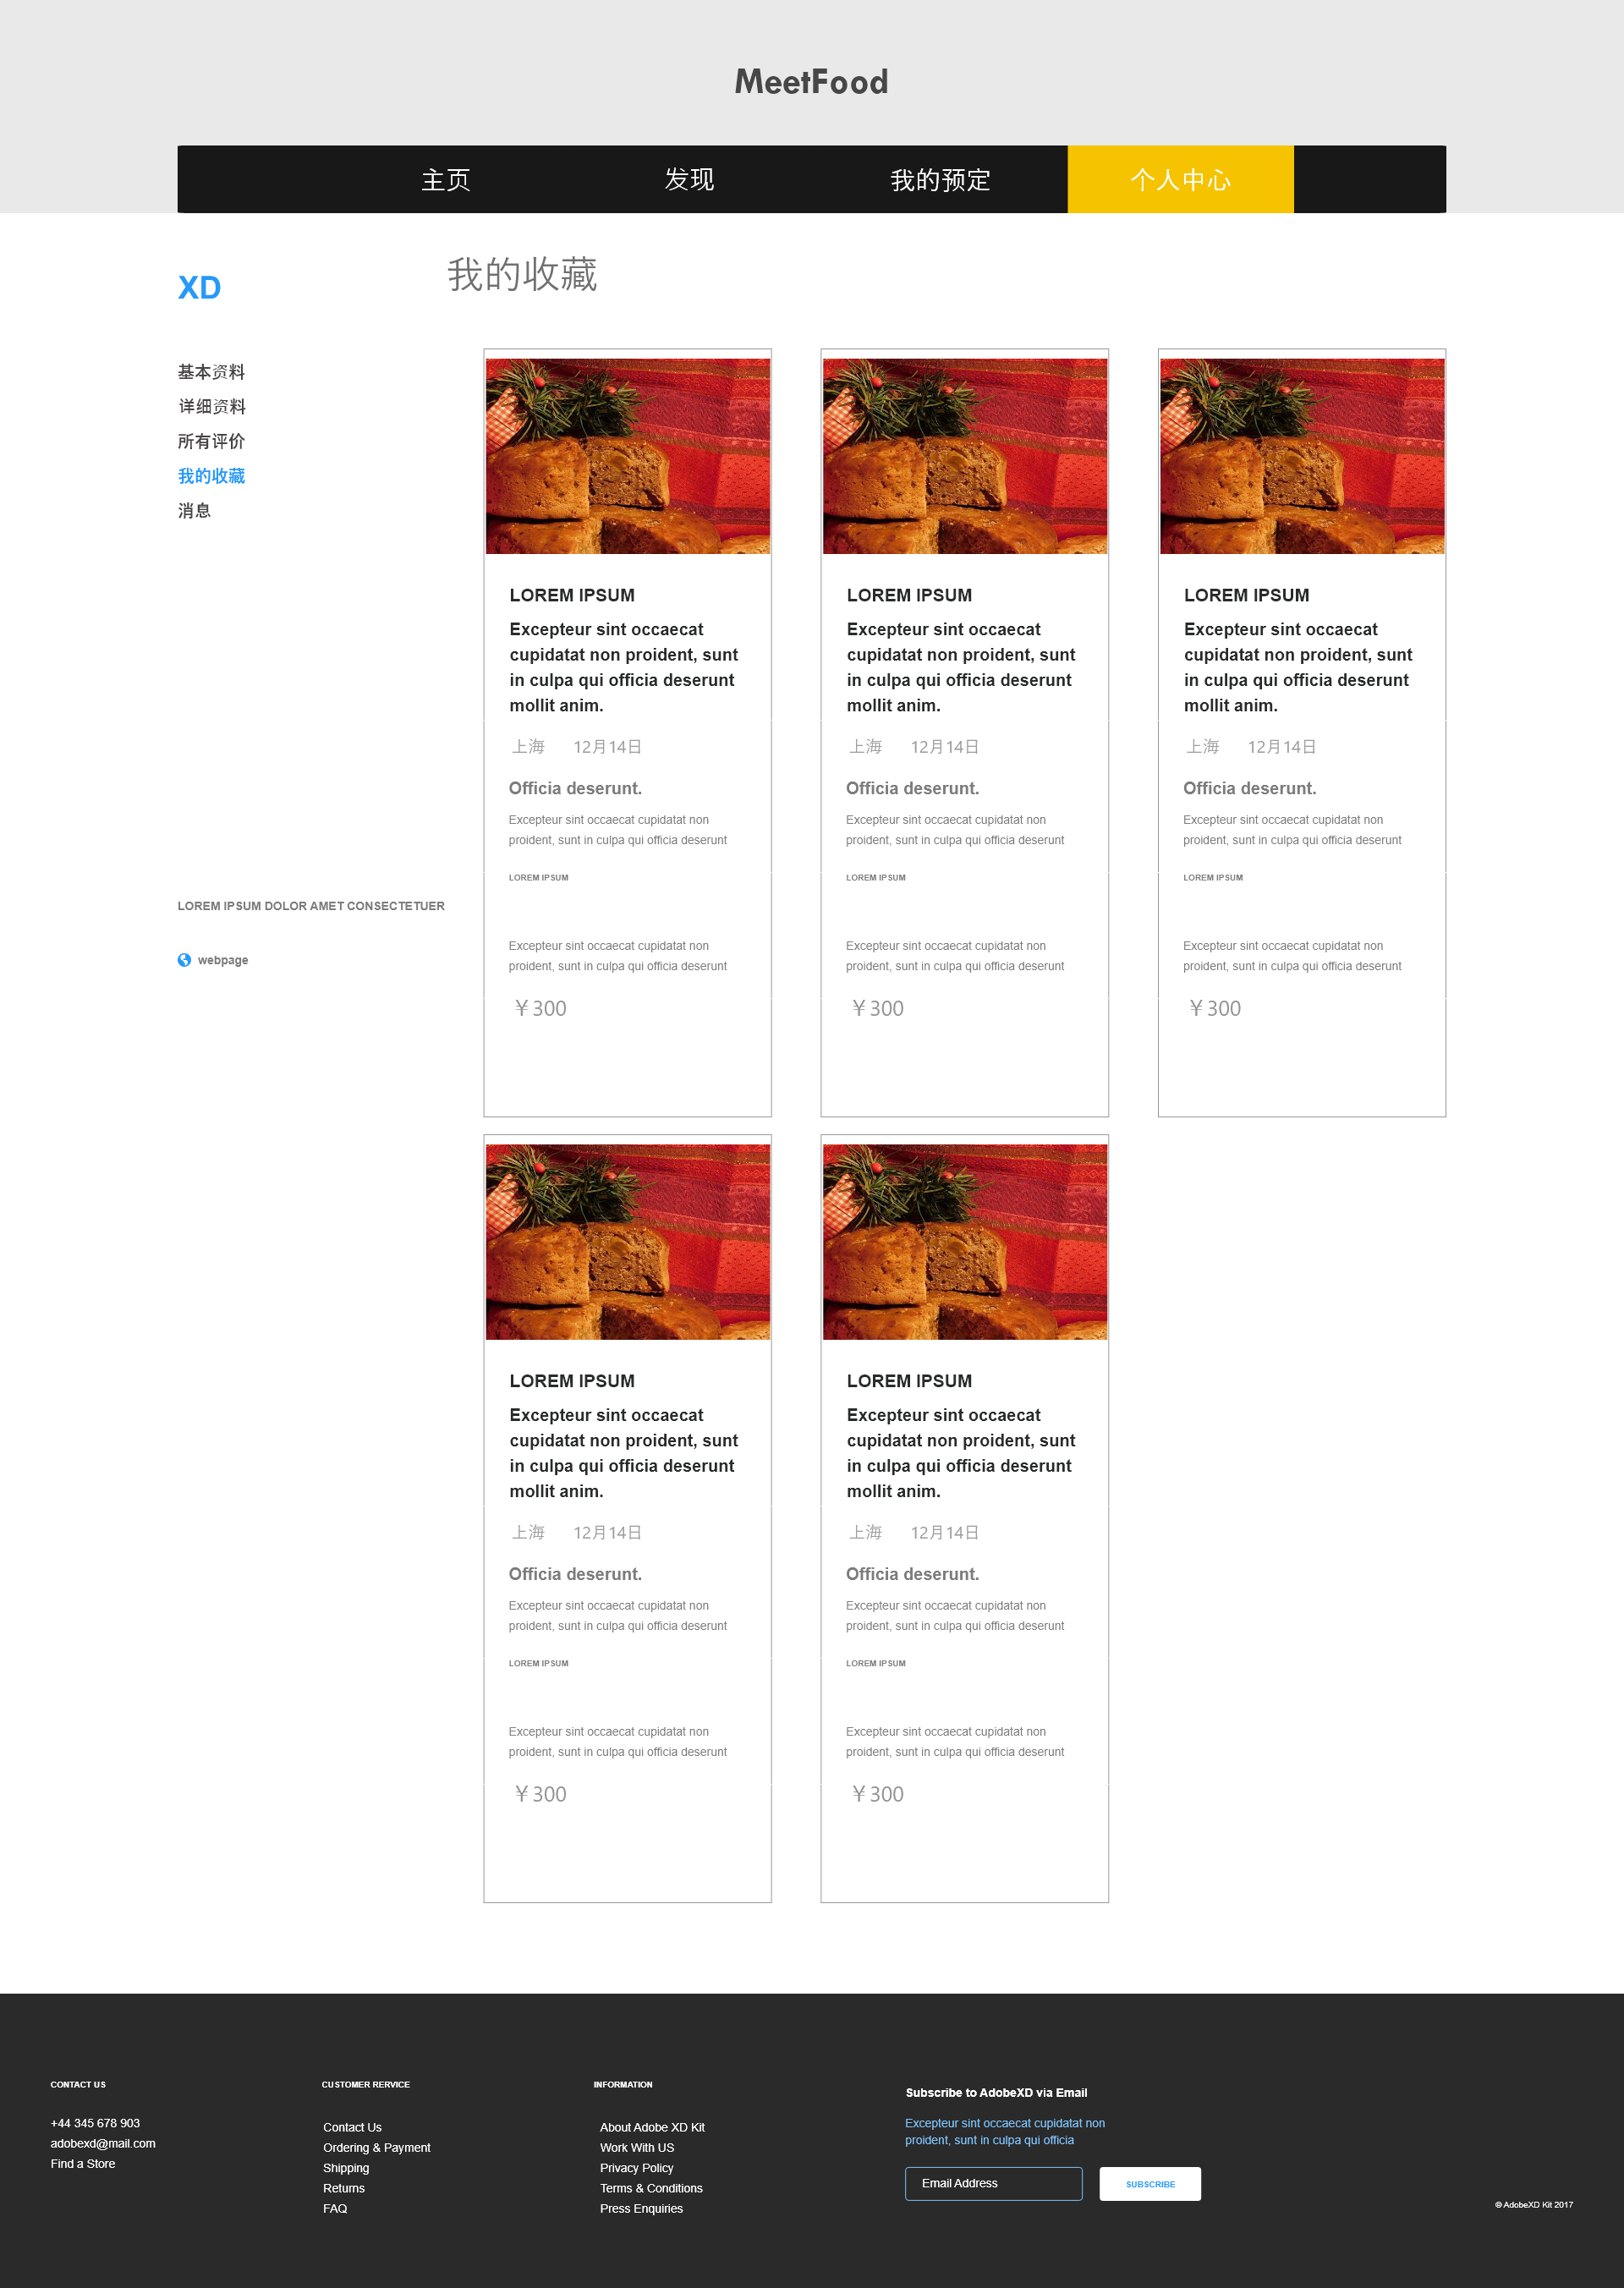 MeetFood
主页
发现
我的预定
个人中心
XD
基本资料
详细资料
所有评价
我的收藏
消息
LOREM IPSUM DOLOR AMET CONSECTETUER
webpage
我的收藏
LOREM IPSUM
Excepteur sint occaecat
cupidatat non proident, sunt
in culpa qui officia deserunt
mollit anim.
上海 12月14日
Officia deserunt.
Excepteur sint occaecat cupidatat non
proident, sunt in culpa qui officia deserunt
LOREM IPSUM
Excepteur sint occaecat cupidatat non
proident, sunt in culpa qui officia deserunt
￥300
LOREM IPSUM
Excepteur sint occaecat
cupidatat non proident, sunt
in culpa qui officia deserunt
mollit anim.
上海 12月14日
Officia deserunt.
Excepteur sint occaecat cupidatat non
proident, sunt in culpa qui officia deserunt
LOREM IPSUM
Excepteur sint occaecat cupidatat non
proident, sunt in culpa qui officia deserunt
￥300
LOREM IPSUM
Excepteur sint occaecat
cupidatat non proident, sunt
in culpa qui officia deserunt
mollit anim.
上海 12月14日
Officia deserunt.
Excepteur sint occaecat cupidatat non
proident, sunt in culpa qui officia deserunt
LOREM IPSUM
Excepteur sint occaecat cupidatat non
proident, sunt in culpa qui officia deserunt
￥300
LOREM IPSUM
Excepteur sint occaecat
cupidatat non proident, sunt
in culpa qui officia deserunt
mollit anim.
上海 12月14日
Officia deserunt.
Excepteur sint occaecat cupidatat non
proident, sunt in culpa qui officia deserunt
LOREM IPSUM
Excepteur sint occaecat cupidatat non
proident, sunt in culpa qui officia deserunt
￥300
LOREM IPSUM
Excepteur sint occaecat
cupidatat non proident, sunt
in culpa qui officia deserunt
mollit anim.
上海 12月14日
Officia deserunt.
Excepteur sint occaecat cupidatat non
proident, sunt in culpa qui officia deserunt
LOREM IPSUM
Excepteur sint occaecat cupidatat non
proident, sunt in culpa qui officia deserunt
￥300
CONTACT US
+44 345 678 903
adobexd@mail.com
Find a Store
CUSTOMER RERVICE
Contact Us
Ordering & Payment
Shipping
Returns
FAQ
INFORMATION
About Adobe XD Kit
Work With US
Privacy Policy
Terms & Conditions
Press Enquiries
Subscribe to AdobeXD via Email
Excepteur sint occaecat cupidatat non
proident, sunt in culpa qui officia
Email Address
SUBSCRIBE
© AdobeXD Kit 2017